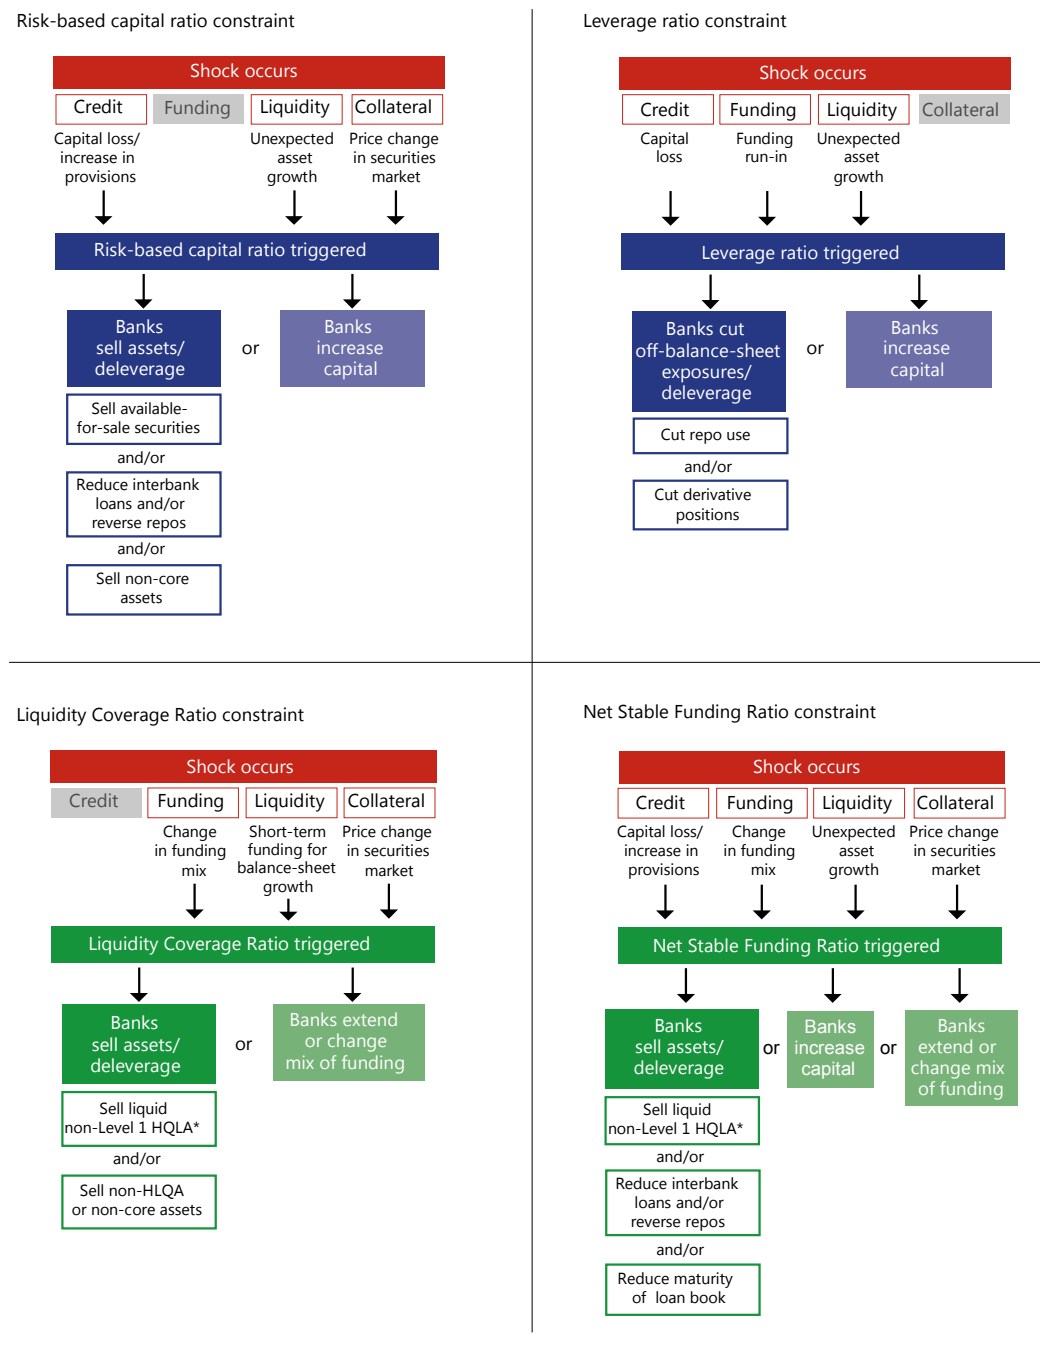 Risk-based capital ratio constraint
Shock occurs
Credit
Funding
Liquidity
Collateral
Capital loss/
increase in
provisions
Unexpected
asset
growth
Price change
in securities
market
Risk-based capital ratio triggered
Banks
sell assets/
deleverage
or
Banks
increase
capital
Sell available-
for-sale securities
and/or
Reduce interbank
loans and/or
reverse repos
and/or
Sell non-core
assets
Leverage ratio constraint
Shock occurs
Credit
Funding
Liquidity
Collateral
Capital
loss
Funding
run-in
Unexpected
asset
growth
Leverage ratio triggered
Banks cut
off-balance-sheet
exposures/
deleverage
or
Banks
increase
capital
Cut repo use
and/or
Cut derivative
positions
Liquidity Coverage Ratio constraint
Shock occurs
Credit
Funding
Liquidity
Collateral
Change
in funding
mix
Short-term
funding for
balance-sheet
growth
Price change
in securities
market
Liquidity Coverage Ratio triggered
Banks
sell assets/
deleverage
or
Banks extend
or change
mix of funding
Sell liquid
non-Level 1 HQLA*
and/or
Sell non-HLQA
or non-core assets
Net Stable Funding Ratio constraint
Shock occurs
Credit
Funding
Liquidity
Collateral
Capital loss/
increase in
provisions
Change
in funding
mix
Unexpected
asset
growth
Price change
in securities
market
Net Stable Funding Ratio triggered
Banks
sell assets/
deleverage
or
Banks
increase
capital
or
Banks
extend or
change mix
of funding
Sell liquid
non-Level 1 HQLA*
and/or
Reduce interbank
loans and/or
reverse repos
and/or
Reduce maturity
of loan book